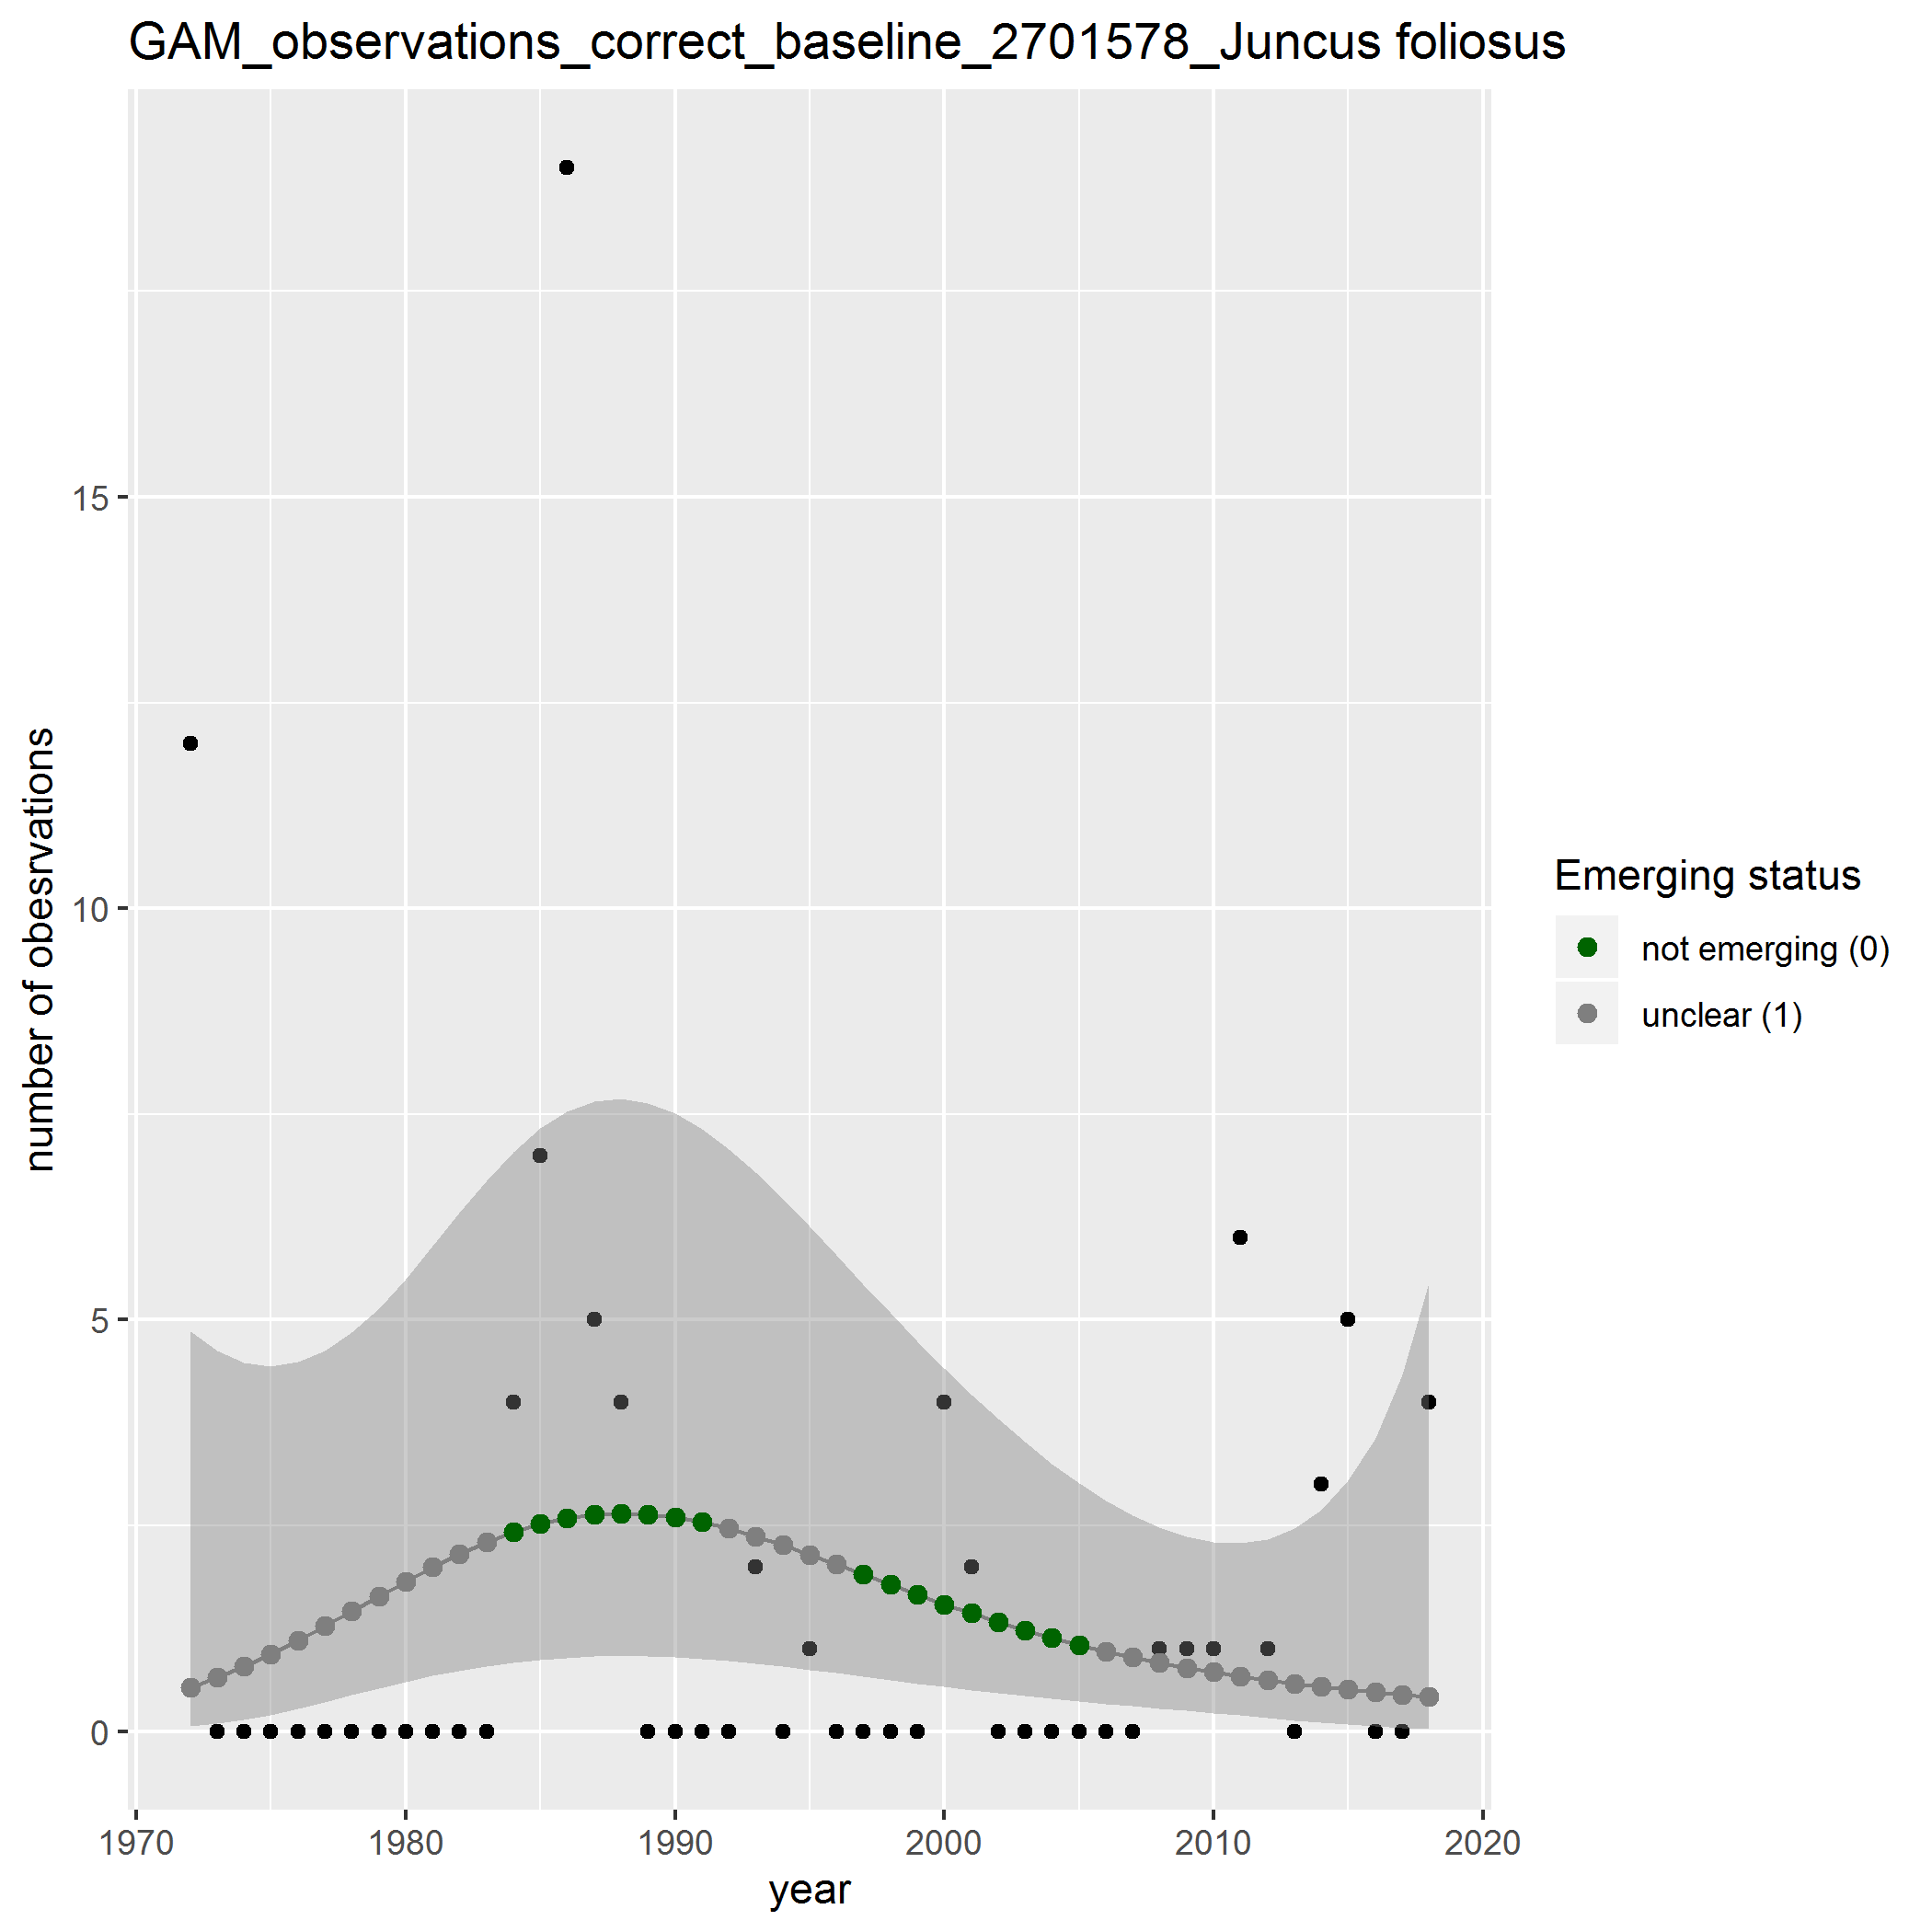 GAM_observations_correct_baseline_2701578_Juncus foliosus
number of obesrvations
15
10
5
0
1970
1980
1990
2000
2010
2020
year
Emerging status
not emerging (0)
unclear (1)